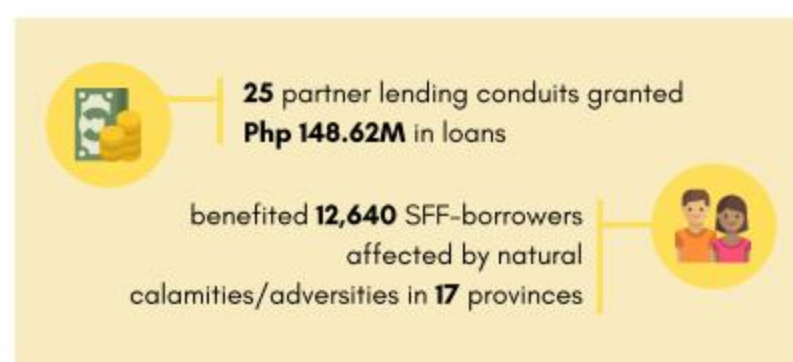 25 partner lending conduits granted
Php 148.62M in loans
benefited 12,640 SFF-borrowers
affected by natural
calamities/adversities in 17 provinces